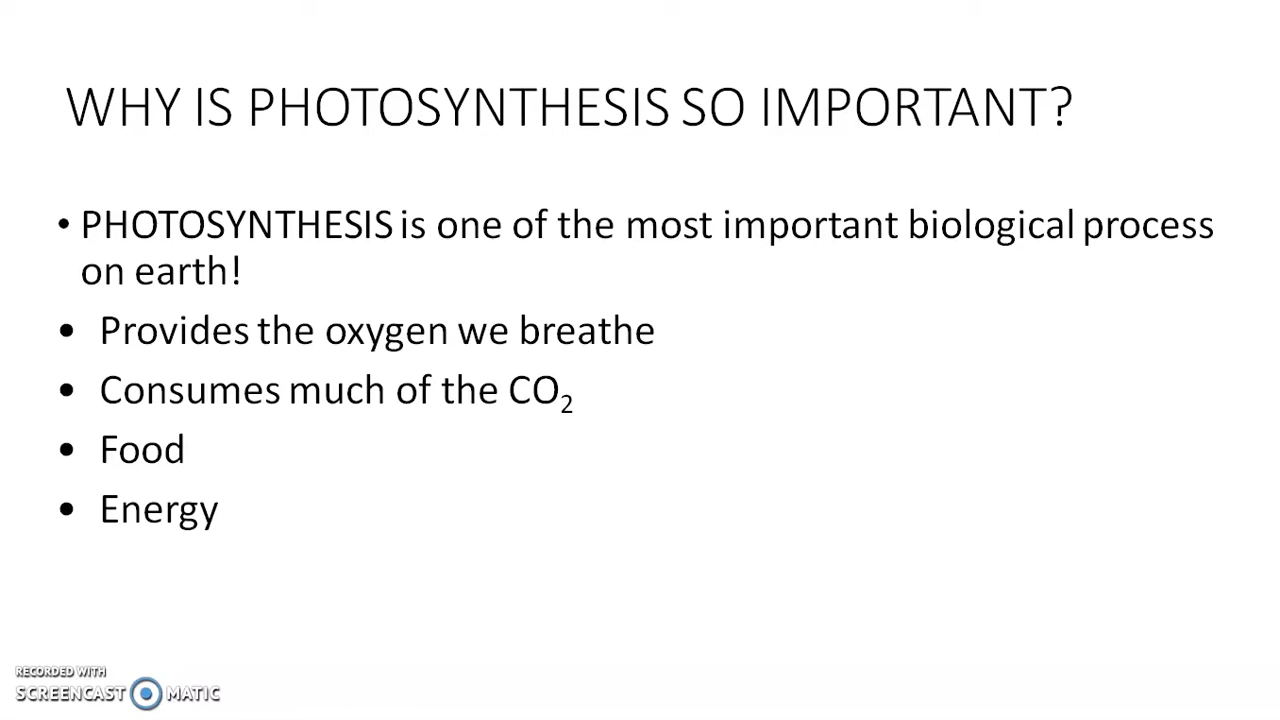 WHY IS PHOTOSYNTHESIS SO IMPORTANT?
• PHOTOSYNTHESIS is one of the most important biological process
on earth!
• Provides the oxygen we breathe
• Consumes much of the CO₂
• Food
• Energy
RECORDED WITH
SCREENCAST MATIC